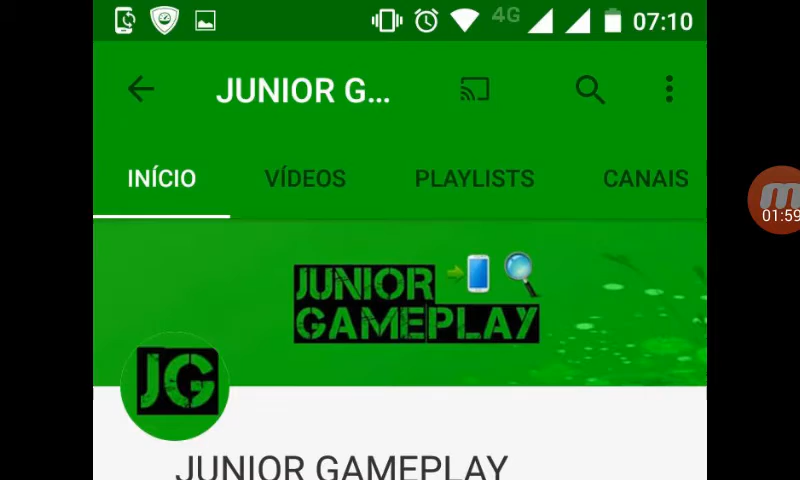 4G 07:10
JUNIOR G...
INÍCIO VÍDEOS PLAYLISTS CANAIS
01:59
JUNIOR
GAMEPLAY
JG
JUNIOR GAMEPLAY